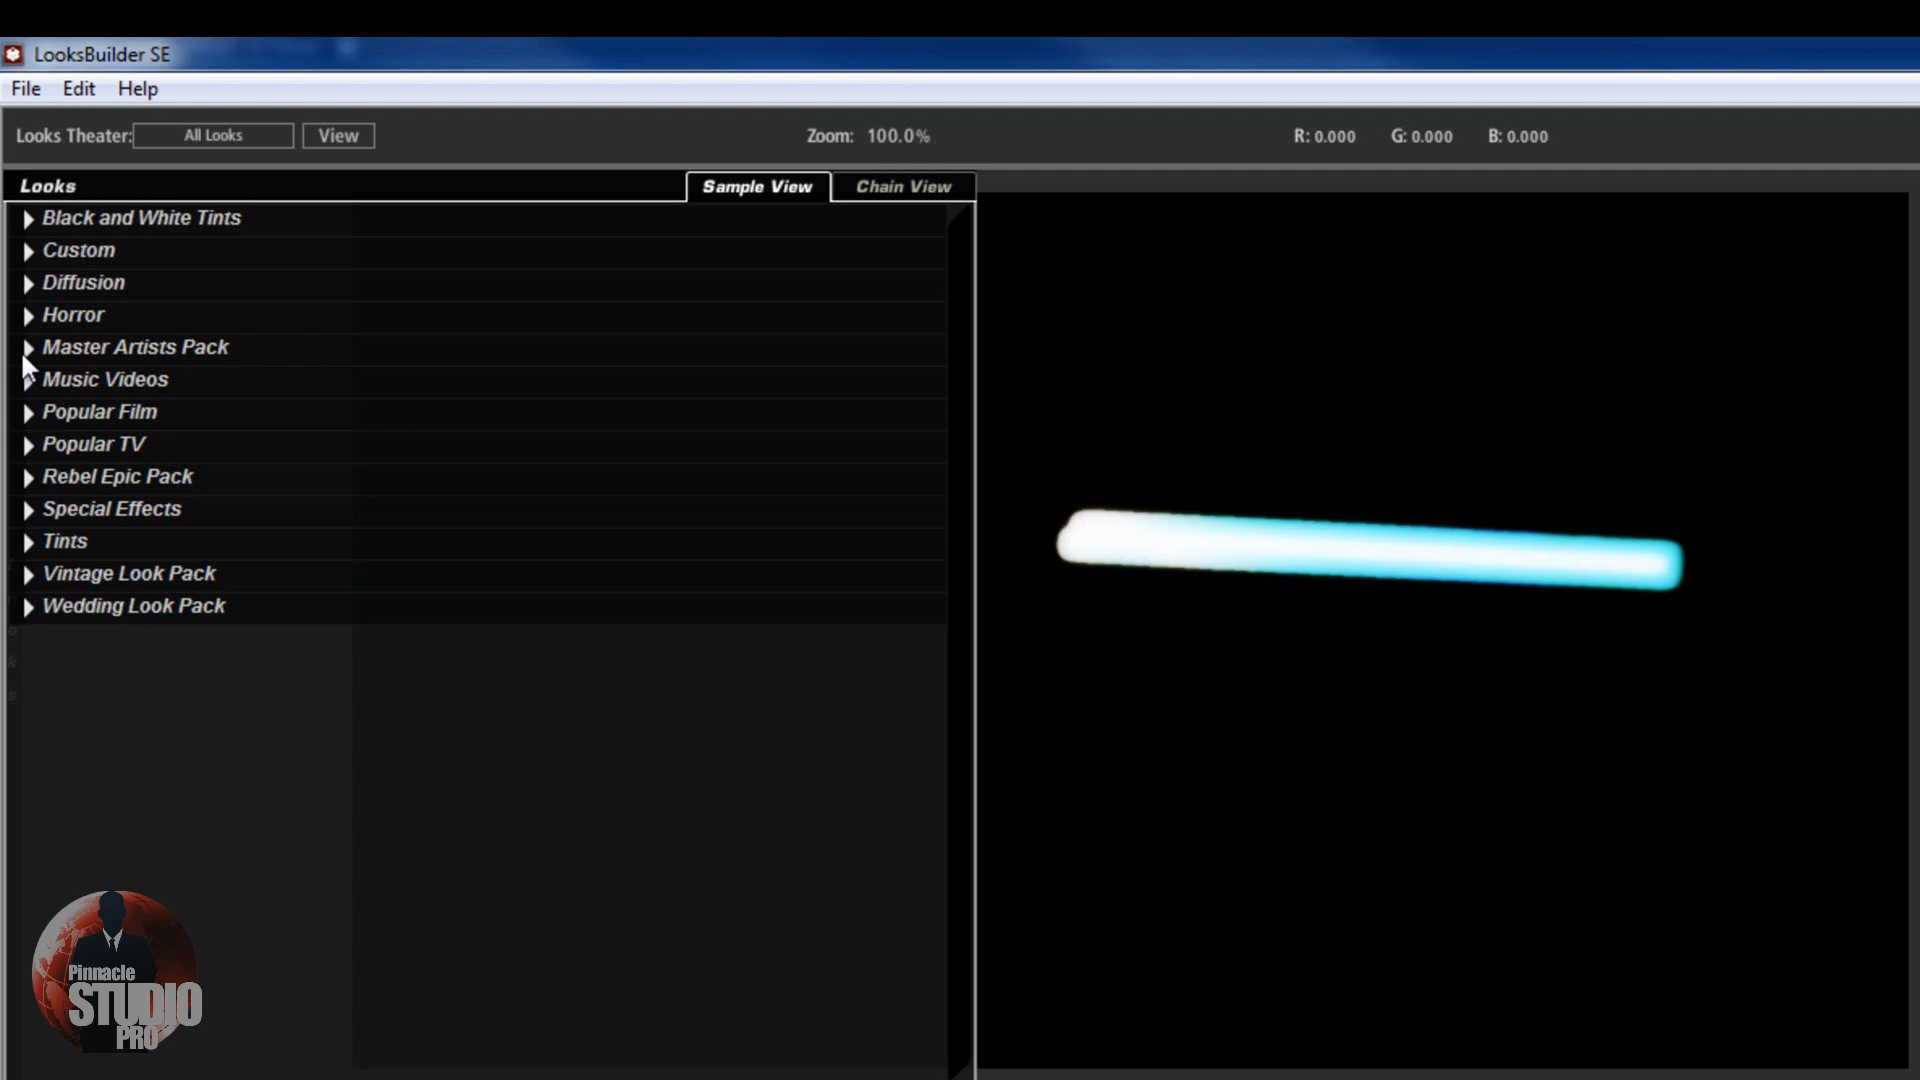 LooksBuilder SE
File Edit Help
Looks Theater: All Looks View Zoom: 100.0% R: 0.000 G: 0.000 B: 0.000
Looks Sample View Chain View
Black and White Tints
Custom
Diffusion
Horror
Master Artists Pack
Music Videos
Popular Film
Popular TV
Rebel Epic Pack
Special Effects
Tints
Vintage Look Pack
Wedding Look Pack
a
k
s
Pinnacle
STUDIO
PRO